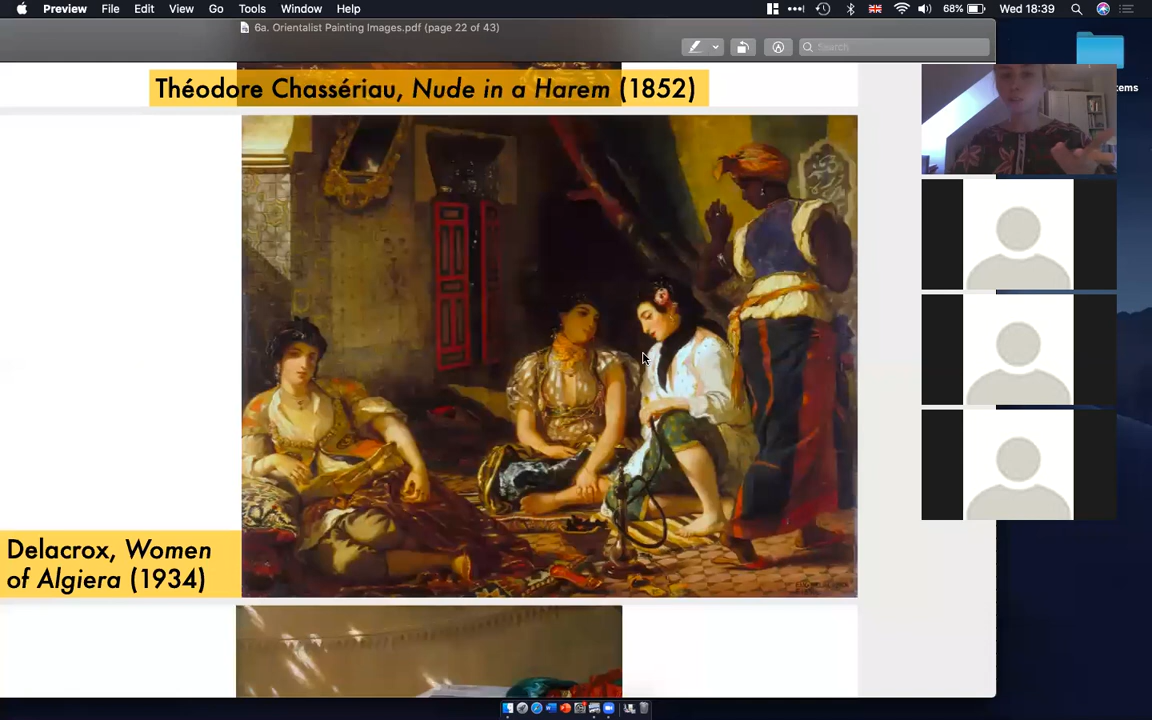 Preview File Edit View Go Tools Window Help 68% Wed 18:39
6a. Orientalist Painting Images.pdf (page 22 of 43)
Search
Théodore Chassériau, Nude in a Harem (1852)
tems
Delacrox, Women
of Algiera (1934)